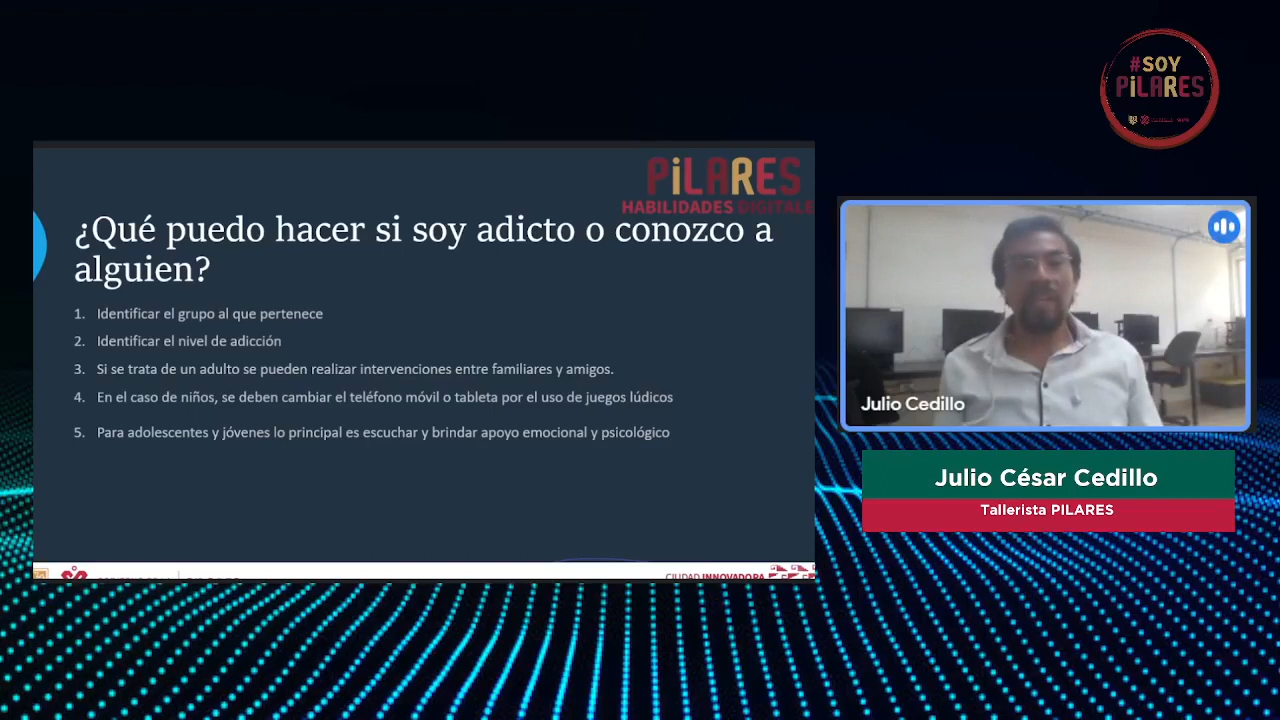 #SOY
PiLARES
PiLARES
HABILIDADES DIGITALE
¿Qué puedo hacer si soy adicto o conozco a
alguien?
1. Identificar el grupo al que pertenece
2. Identificar el nivel de adicción
3. Si se trata de un adulto se pueden realizar intervenciones entre familiares y amigos.
4. En el caso de niños, se deben cambiar el teléfono móvil o tableta por el uso de juegos lúdicos
5. Para adolescentes y jóvenes lo principal es escuchar y brindar apoyo emocional y psicológico
CIUDAD INNOVADORA
Julio Cedillo
Julio César Cedillo
Tallerista PILARES